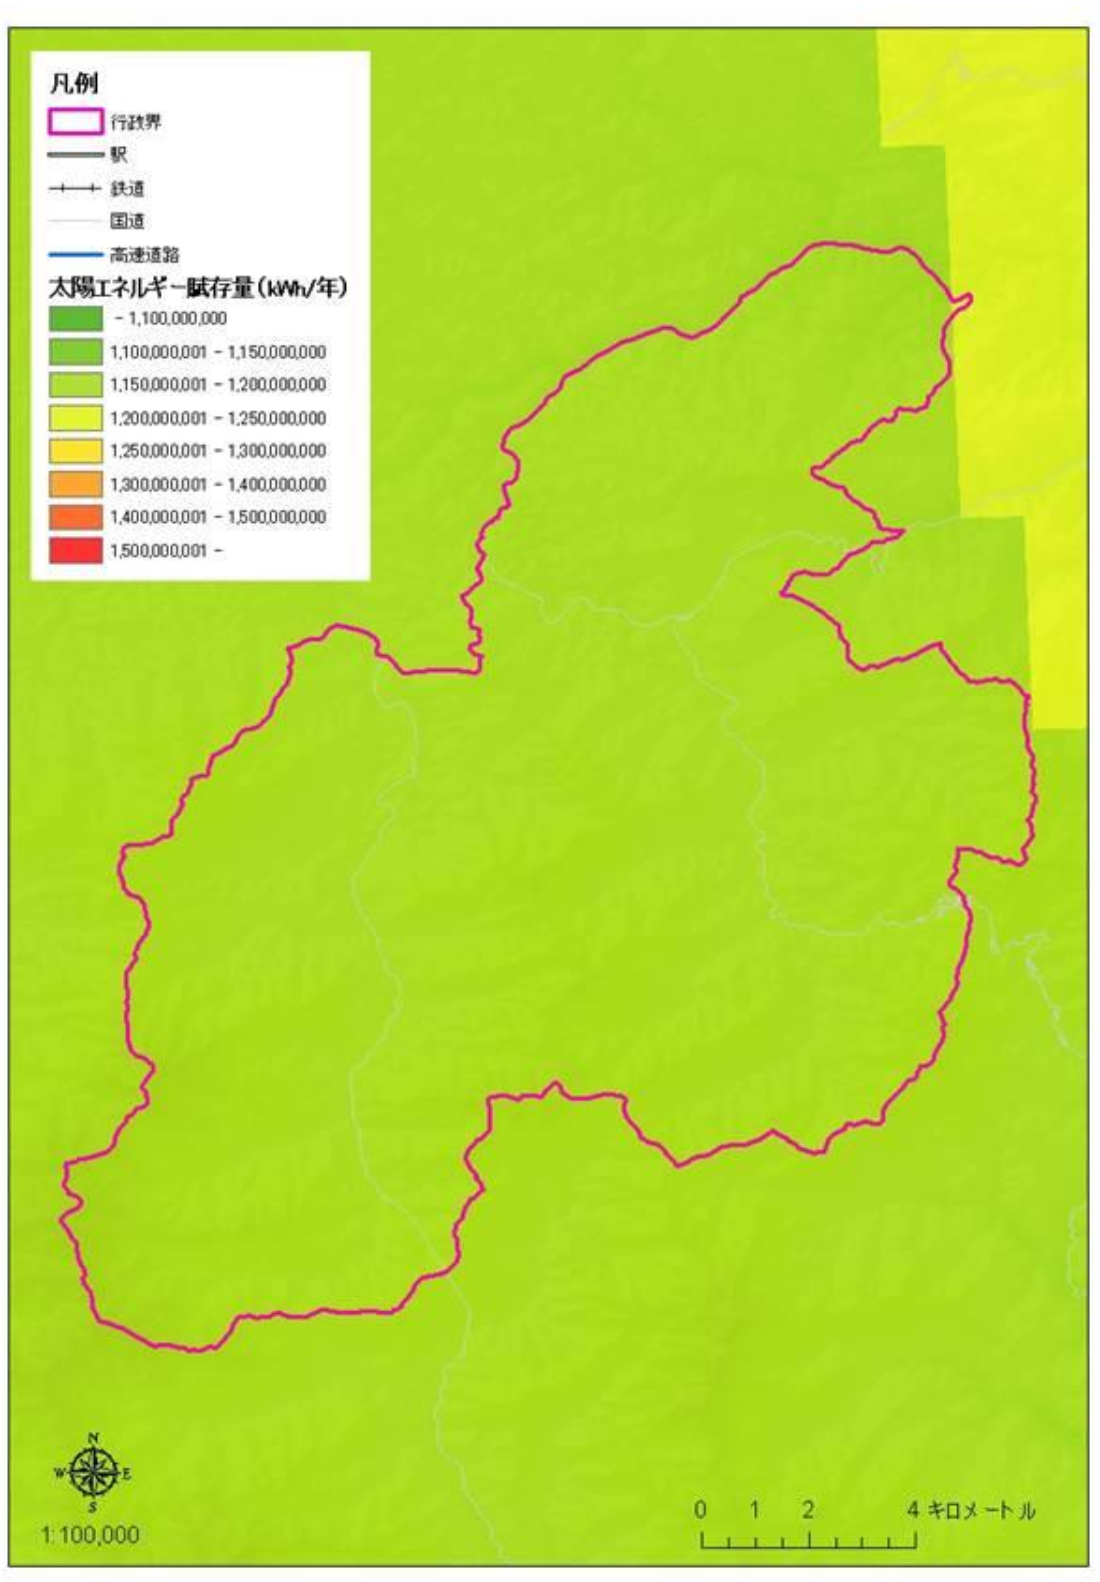 凡例
行政界
駅
鉄道
国道
高速道路
太陽エネルギー賦存量(kWh/年)
- 1,100,000,000
1,100,000,001 - 1,150,000,000
1,150,000,001 - 1,200,000,000
1,200,000,001 - 1,250,000,000
1,250,000,001 - 1,300,000,000
1,300,000,001 - 1,400,000,000
1,400,000,001 - 1,500,000,000
1,500,000,001 -
N
W E
S
1:100,000
0 1 2 4 キロメートル